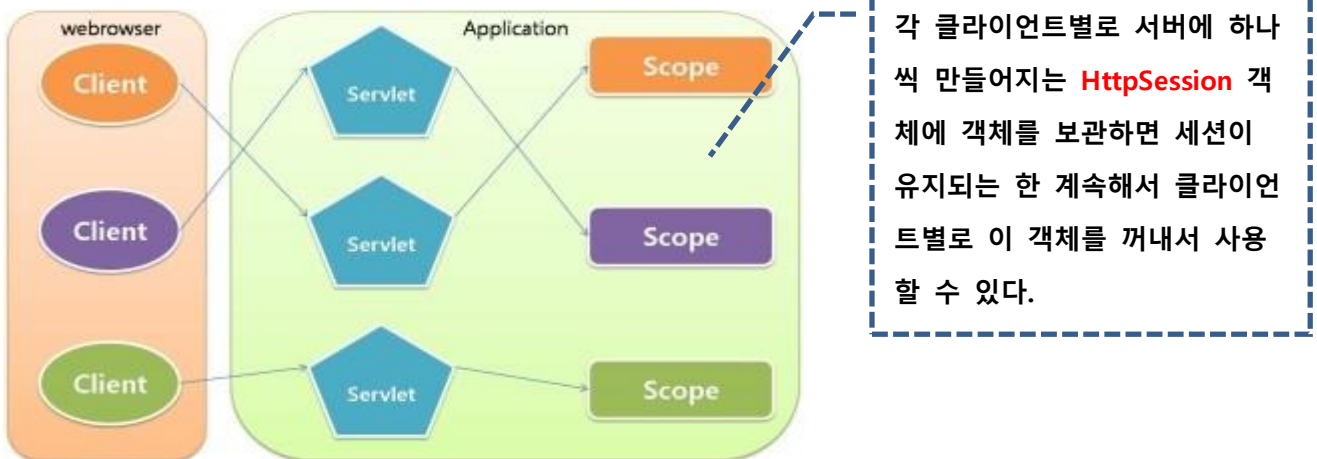 webrowser
Client
Client
Client
Application
Servlet
Servlet
Servlet
Scope
Scope
Scope
각 클라이언트별로 서버에 하나
씩 만들어지는 HttpSession 객
체에 객체를 보관하면 세션이
유지되는 한 계속해서 클라이언
트별로 이 객체를 꺼내서 사용
할 수 있다.